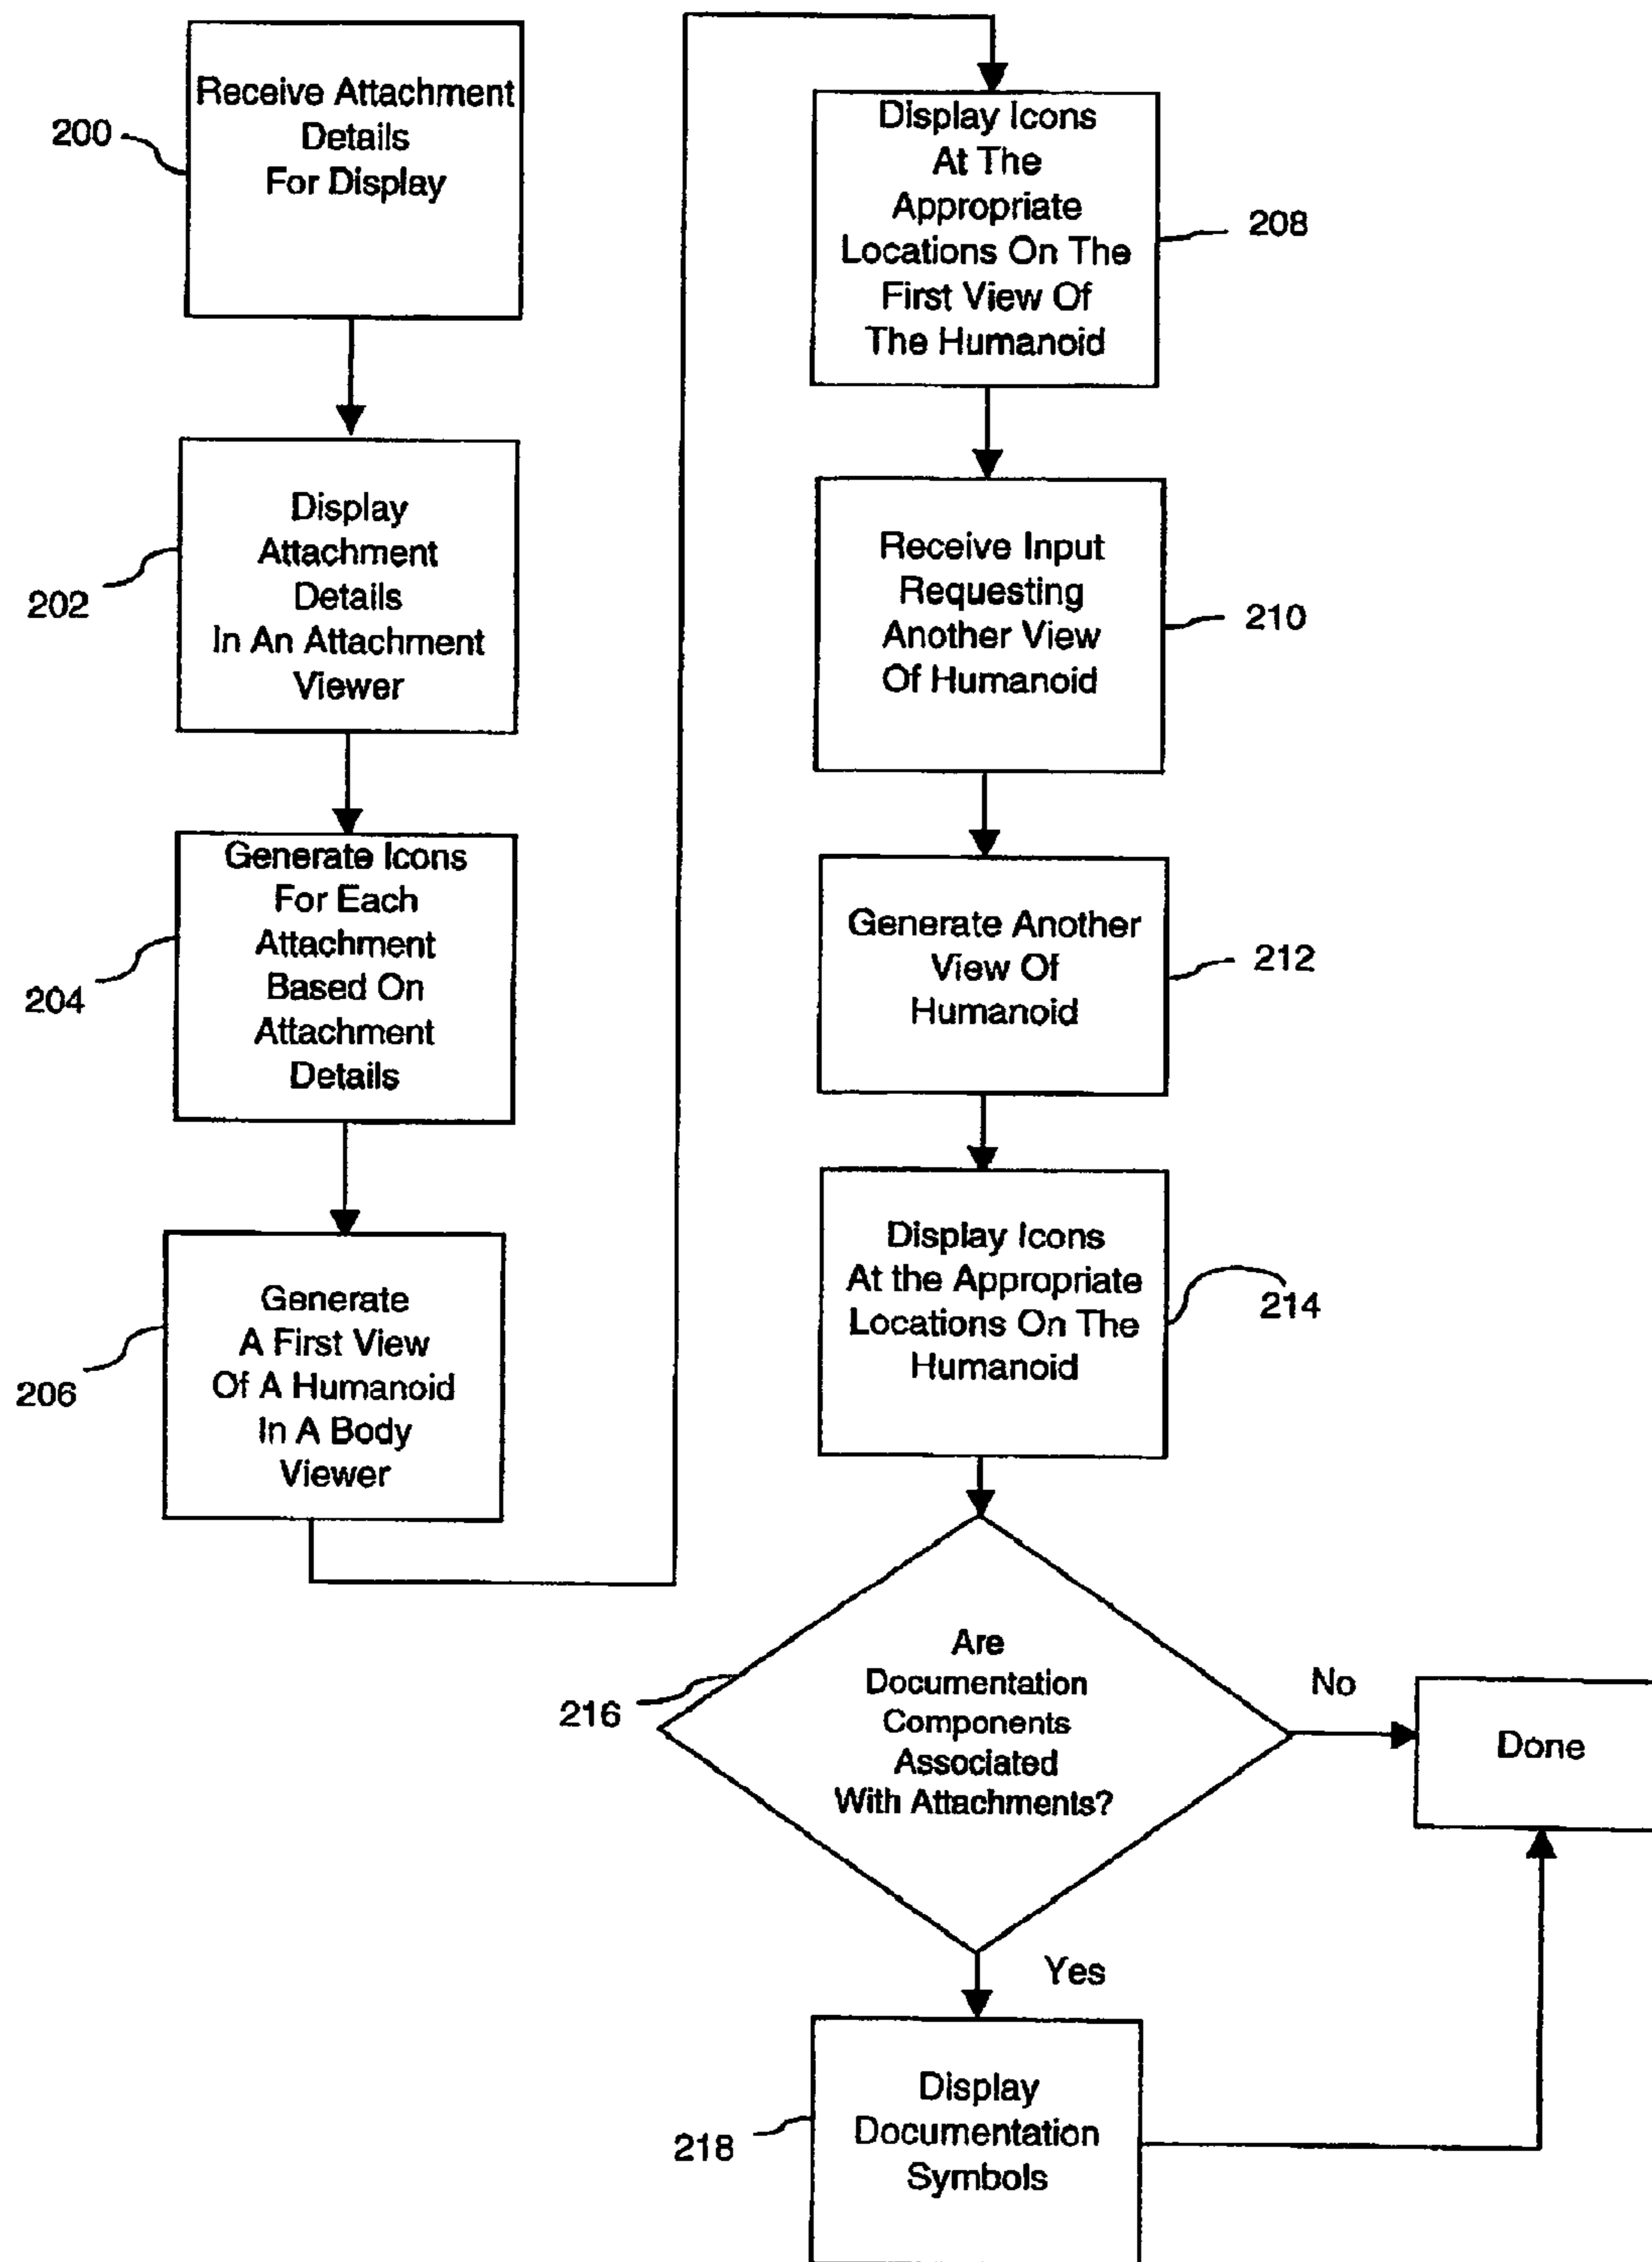 Receive Attachment
Details
For Display
200
Display
Attachment
Details
In An Attachment
Viewer
202
Generate Icons
For Each
Attachment
Based On
Attachment
Details
204
Generate
A First View
Of A Humanoid
In A Body
Viewer
206
Display Icons
At The
Appropriate
Locations On The
First View Of
The Humanoid
208
Receive Input
Requesting
Another View
Of Humanoid
210
Generate Another
View Of
Humanoid
212
Display Icons
At the Appropriate
Locations On The
Humanoid
214
Are
Documentation
Components
Associated
With Attachments?
216
No
Done
Yes
Display
Documentation
Symbols
218